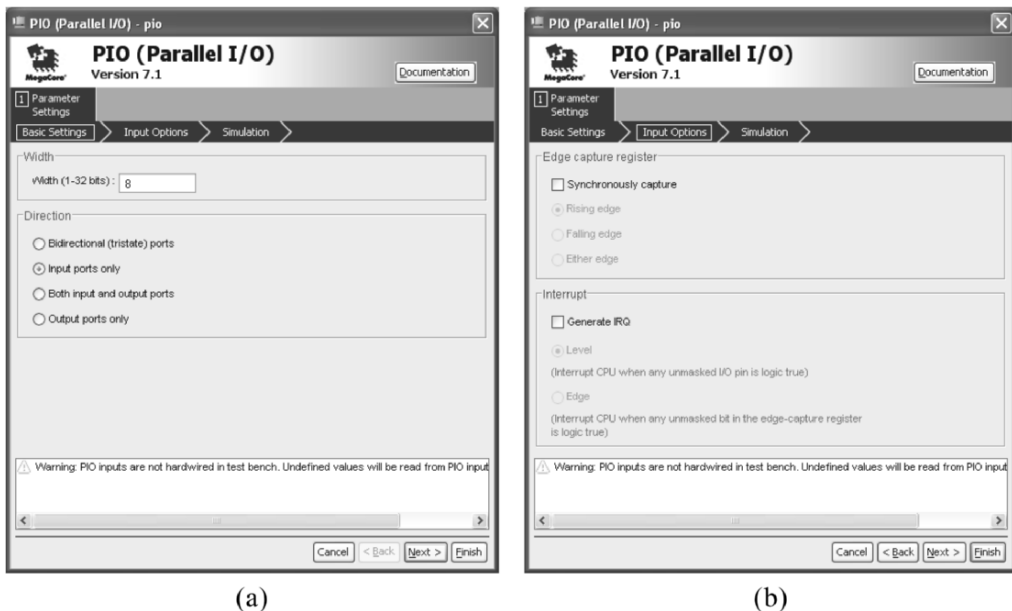 PIO (Parallel I/O) - pio
MegaCore'
PIO (Parallel I/O)
Version 7.1
Documentation
1 Parameter
Settings
Basic Settings
Input Options
Simulation
Width
Width (1-32 bits) :
8
Direction
Bidirectional (tristate) ports
Input ports only
Both input and output ports
Output ports only
Warning: PIO inputs are not hardwired in test bench. Undefined values will be read from PIO input
Cancel
< Back
Next >
Finish
(a)
PIO (Parallel I/O) - pio
MegaCore'
PIO (Parallel I/O)
Version 7.1
Documentation
1 Parameter
Settings
Basic Settings
Input Options
Simulation
Edge capture register
Synchronously capture
Rising edge
Falling edge
Either edge
Interrupt
Generate IRQ
Level
(Interrupt CPU when any unmasked I/O pin is logic true)
Edge
(Interrupt CPU when any unmasked bit in the edge-capture register
is logic true)
Warning: PIO inputs are not hardwired in test bench. Undefined values will be read from PIO input
Cancel
< Back
Next >
Finish
(b)